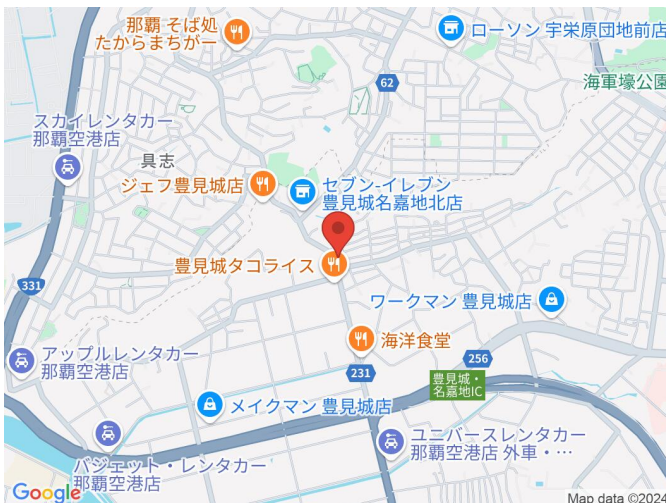 那覇 そば処
たからまちがー
ローソン 宇栄原団地前店
62
海軍壕公園
スカイレンタカー
那覇空港店
具志
ジェフ豊見城店
セブン-イレブン
豊見城名嘉地北店
豊見城タコライス
331
ワークマン 豊見城店
海洋食堂
アップルレンタカー
那覇空港店
256
231
豊見城・
名嘉地IC
メイクマン 豊見城店
ユニバースレンタカー
那覇空港店 外車・…
バジェット・レンタカー
那覇空港店
Google
Map data ©2024